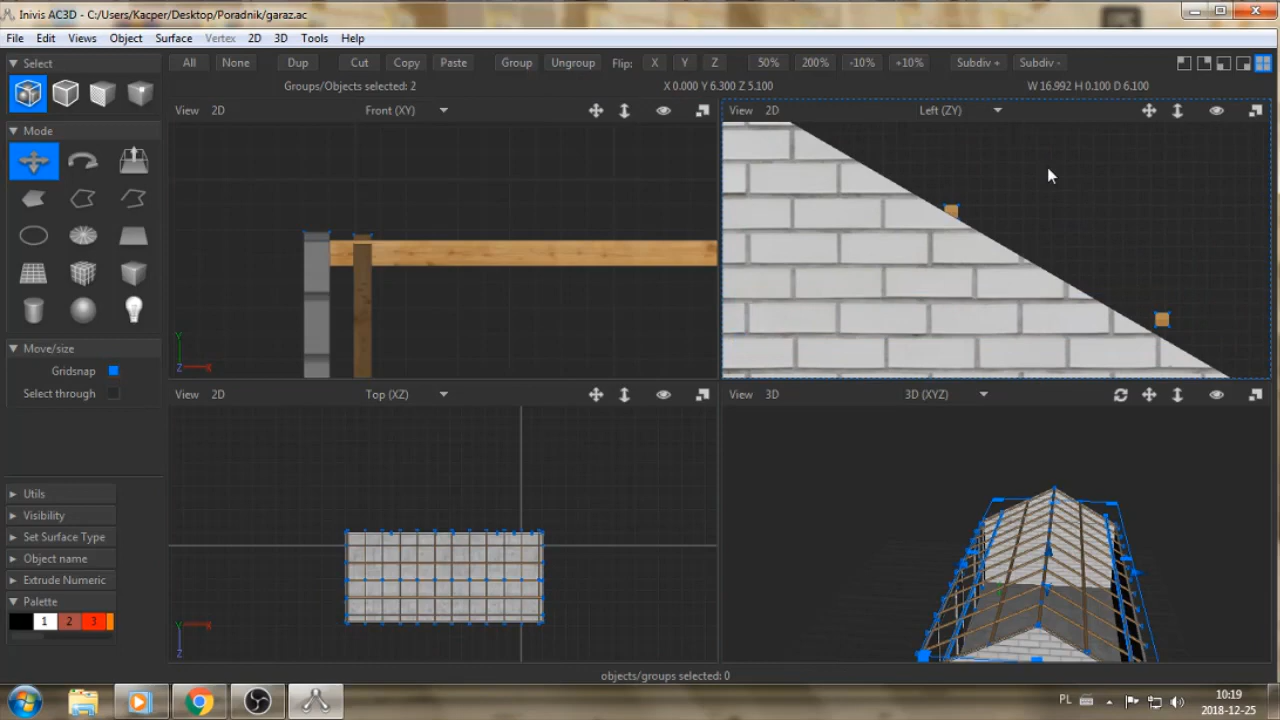 Inivis AC3D - C:/Users/Kacper/Desktop/Poradnik/garaz.ac
File Edit Views Object Surface Vertex 2D 3D Tools Help
Select All None Dup Cut Copy Paste Group Ungroup Flip: X Y Z 50% 200% -10% +10% Subdiv + Subdiv -
Groups/Objects selected: 2 X 0.000 Y 6.300 Z 5.100 W 16.992 H 0.100 D 6.100
View 2D Front (XY) View 2D Left (ZY)
Mode
Y
Z X
Move/size
Gridsnap
Select through
View 2D Top (XZ) View 3D 3D (XYZ)
Utils
Visibility
Set Surface Type
Object name
Extrude Numeric
Palette
1 2 3
Y X
Z
objects/groups selected: 0
PL
10:19
2018-12-25